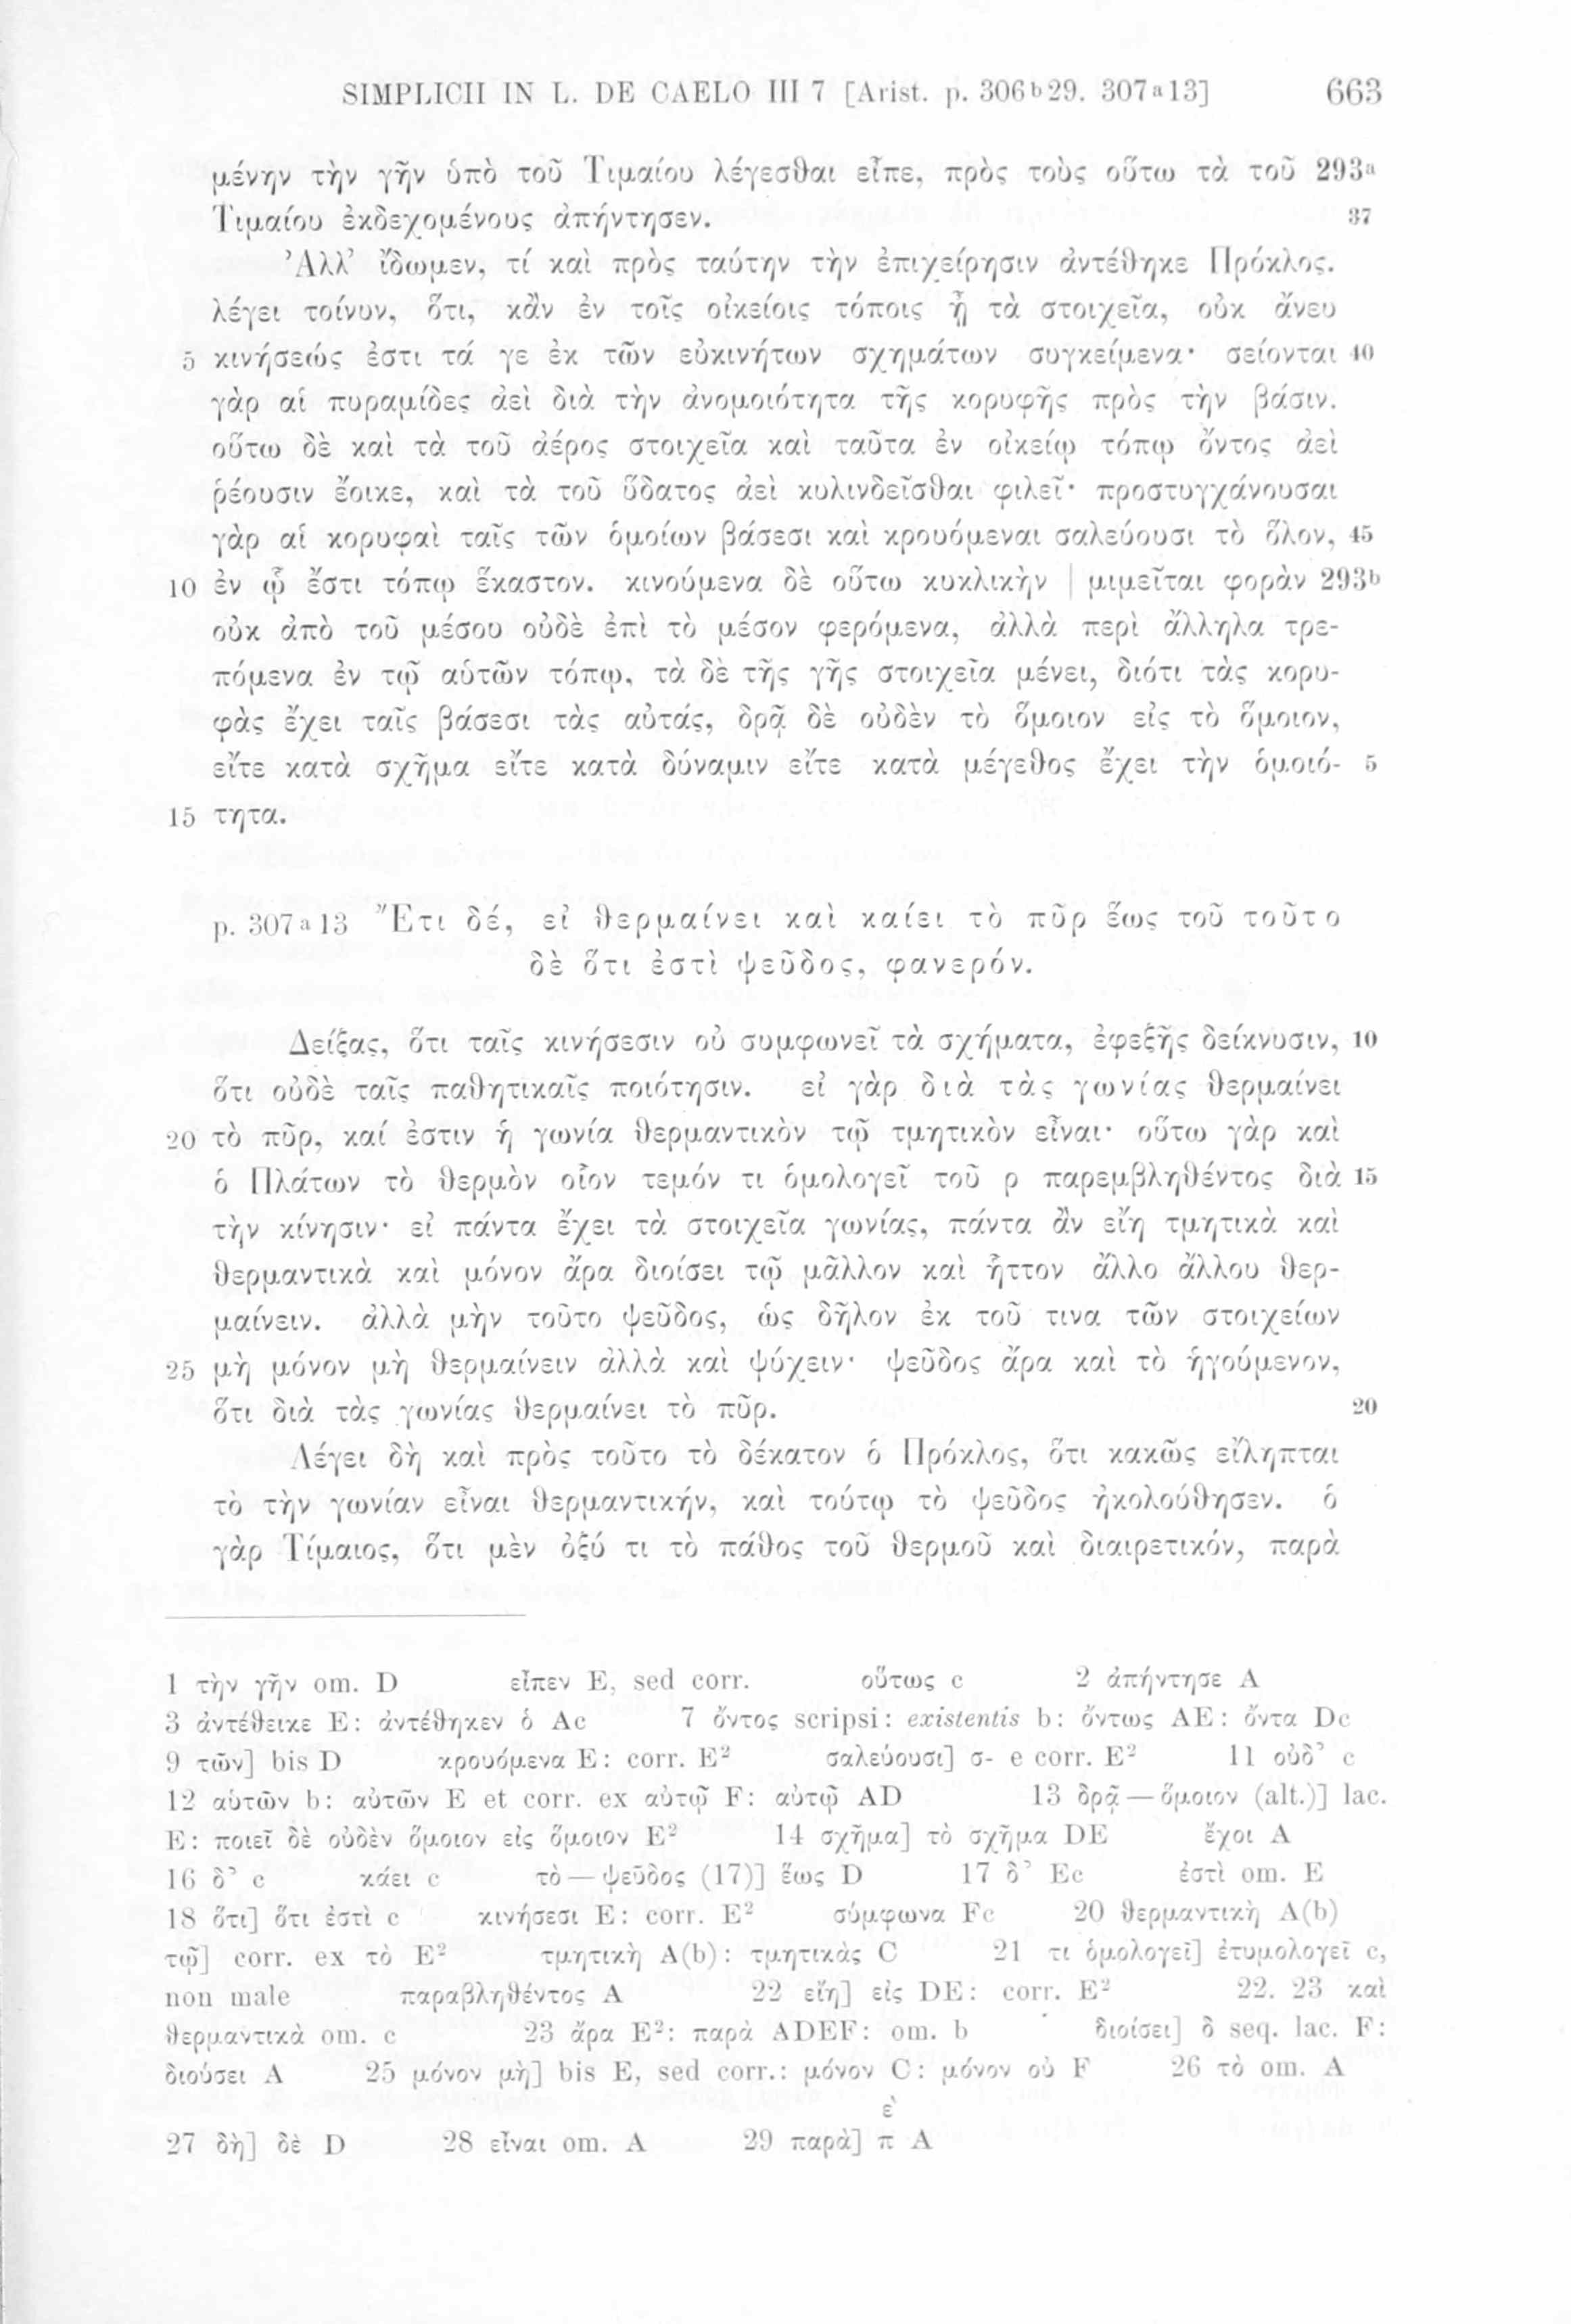 SIMPLICII IN L. DE CAELO III 7 [Arist. p. 306ᵇ29. 307ᵃ13] 663
μένην τὴν γῆν ὑπὸ τοῦ Τιμαίου λέγεσθαι εἶπε, πρὸς τοὺς οὕτω τὰ τοῦ 293ᵃ
Τιμαίου ἐκδεχομένους ἀπήντησεν. 37
Ἀλλ’ ἴδωμεν, τί καὶ πρὸς ταύτην τὴν ἐπιχείρησιν ἀντέθηκε Πρόκλος.
λέγει τοίνυν, ὅτι, κἂν ἐν τοῖς οἰκείοις τόποις ᾖ τὰ στοιχεῖα, οὐκ ἄνευ
5 κινήσεώς ἐστι τά γε ἐκ τῶν εὐκινήτων σχημάτων συγκείμενα· σείονται 40
γὰρ αἱ πυραμίδες ἀεὶ διὰ τὴν ἀνομοιότητα τῆς κορυφῆς πρὸς τὴν βάσιν.
οὕτω δὲ καὶ τὰ τοῦ ἀέρος στοιχεῖα καὶ ταῦτα ἐν οἰκείῳ τόπῳ ὄντος ἀεὶ
ῥέουσιν ἔοικε, καὶ τὰ τοῦ ὕδατος ἀεὶ κυλινδεῖσθαι φιλεῖ· προστυγχάνουσαι
γὰρ αἱ κορυφαὶ ταῖς τῶν ὁμοίων βάσεσι καὶ κρουόμεναι σαλεύουσι τὸ ὅλον, 45
10 ἐν ᾧ ἔστι τόπῳ ἕκαστον. κινούμενα δὲ οὕτω κυκλικὴν | μιμεῖται φορὰν 293ᵇ
οὐκ ἀπὸ τοῦ μέσου οὐδὲ ἐπὶ τὸ μέσον φερόμενα, ἀλλὰ περὶ ἄλληλα τρε-
πόμενα ἐν τῷ αὑτῶν τόπῳ, τὰ δὲ τῆς γῆς στοιχεῖα μένει, διότι τὰς κορυ-
φὰς ἔχει ταῖς βάσεσι τὰς αὐτάς, δρᾷ δὲ οὐδὲν τὸ ὅμοιον εἰς τὸ ὅμοιον,
εἴτε κατὰ σχῆμα εἴτε κατὰ δύναμιν εἴτε κατὰ μέγεθος ἔχει τὴν ὁμοιό- 5
15 τητα.
p. 307ᵃ13 Ἔτι δέ, εἰ θερμαίνει καὶ καίει τὸ πῦρ ἕως τοῦ τοῦτο
δὲ ὅτι ἐστὶ ψεῦδος, φανερόν.
Δείξας, ὅτι ταῖς κινήσεσιν οὐ συμφωνεῖ τὰ σχήματα, ἐφεξῆς δείκνυσιν, 10
ὅτι οὐδὲ ταῖς παθητικαῖς ποιότησιν. εἰ γὰρ διὰ τὰς γωνίας θερμαίνει
20 τὸ πῦρ, καί ἐστιν ἡ γωνία θερμαντικὸν τῷ τμητικὸν εἶναι· οὕτω γὰρ καὶ
ὁ Πλάτων τὸ θερμὸν οἷον τεμόν τι ὁμολογεῖ τοῦ ρ παρεμβληθέντος διὰ 15
τὴν κίνησιν· εἰ πάντα ἔχει τὰ στοιχεῖα γωνίας, πάντα ἂν εἴη τμητικὰ καὶ
θερμαντικὰ καὶ μόνον ἄρα διοίσει τῷ μᾶλλον καὶ ἧττον ἄλλο ἄλλου θερ-
μαίνειν. ἀλλὰ μὴν τοῦτο ψεῦδος, ὡς δῆλον ἐκ τοῦ τινα τῶν στοιχείων
25 μὴ μόνον μὴ θερμαίνειν ἀλλὰ καὶ ψύχειν· ψεῦδος ἄρα καὶ τὸ ἡγούμενον,
ὅτι διὰ τὰς γωνίας θερμαίνει τὸ πῦρ. 20
Λέγει δὴ καὶ πρὸς τοῦτο τὸ δέκατον ὁ Πρόκλος, ὅτι κακῶς εἴληπται
τὸ τὴν γωνίαν εἶναι θερμαντικήν, καὶ τούτῳ τὸ ψεῦδος ἠκολούθησεν. ὁ
γὰρ Τίμαιος, ὅτι μὲν ὀξύ τι τὸ πάθος τοῦ θερμοῦ καὶ διαιρετικόν, παρὰ
1 τὴν γῆν om. D εἶπεν E, sed corr. οὕτως c 2 ἀπήντησε A
3 ἀντέθεικε E: ἀντέθηκεν ὁ Ac 7 ὄντος scripsi: existentis b: ὄντως AE: ὄντα Dc
9 τῶν] bis D κρουόμενα E: corr. E² σαλεύουσι] σ- e corr. E² 11 οὐδ’ c
12 αὑτῶν b: αὐτῶν E et corr. ex αὐτῷ F: αὐτῷ AD 13 δρᾷ — ὅμοιον (alt.)] lac.
E: ποιεῖ δὲ οὐδὲν ὅμοιον εἰς ὅμοιον E² 14 σχῆμα] τὸ σχῆμα DE ἔχοι A
16 δ’ c κάει c τὸ — ψεῦδος (17)] ἕως D 17 δ’ Ec ἐστὶ om. E
18 ὅτι] ὅτι ἐστὶ c κινήσεσι E: corr. E² σύμφωνα Fc 20 θερμαντικὴ A(b)
τῷ] corr. ex τὸ E² τμητικὴ A(b): τμητικὰς C 21 τι ὁμολογεῖ] ἐτυμολογεῖ c,
non male παραβληθέντος A 22 εἴη] εἰς DE: corr. E² 22. 23 καὶ
θερμαντικὰ om. c 23 ἄρα E²: παρὰ ADEF: om. b διοίσει] δ seq. lac. F:
διούσει A 25 μόνον μὴ] bis E, sed corr.: μόνον C: μόνον οὐ F 26 τὸ om. A
27 δὴ] δὲ D 28 εἶναι om. A 29 παρὰ] π ὲ A